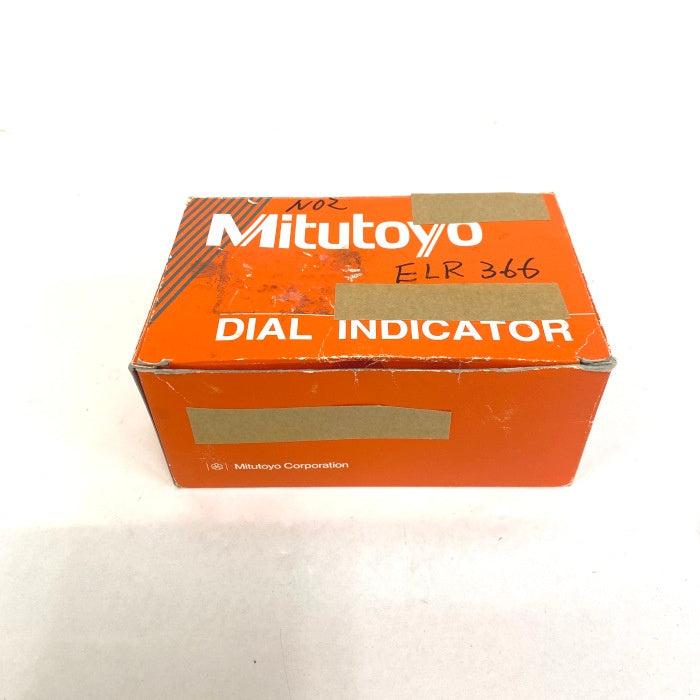 NO2
Mitutoyo
ELR 366
DIAL INDICATOR
Mitutoyo Corporation